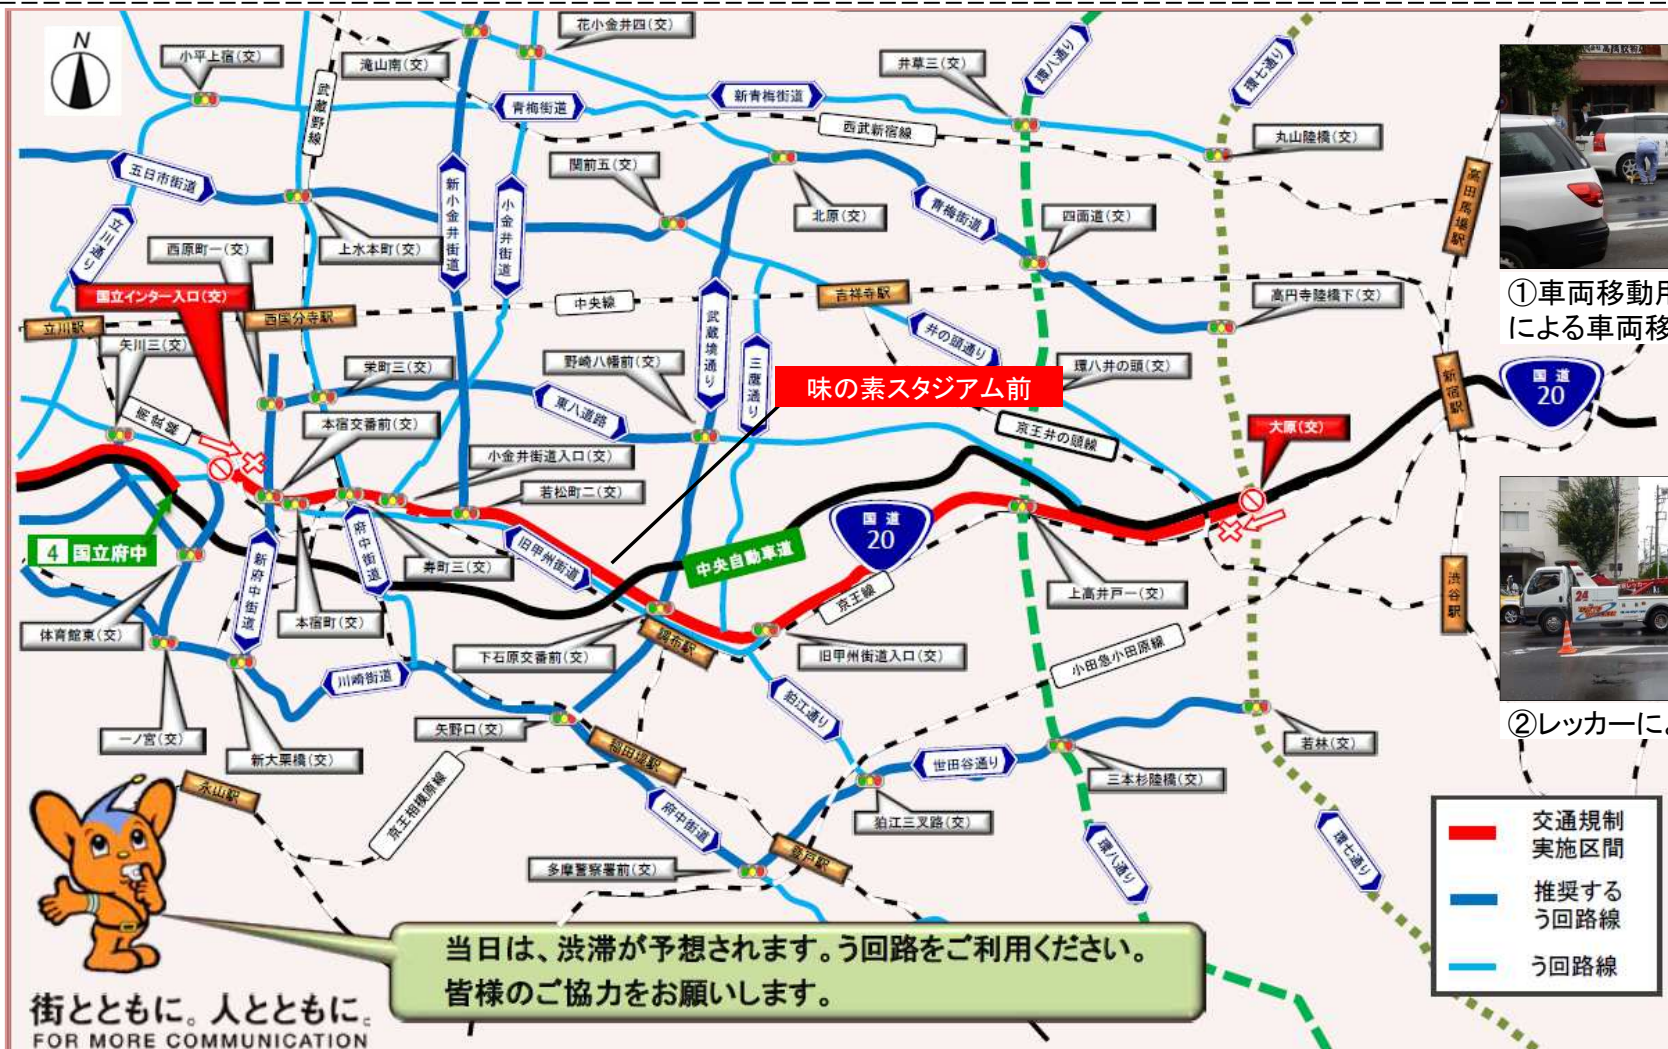 N
小平上宿(交)
滝山南(交)
花小金井四(交)
井草三(交)
環八通り
環七通り
武蔵野線
青梅街道
新青梅街道
西武新宿線
丸山陸橋(交)
五日市街道
関前五(交)
高田馬場駅
立川通り
西原町一(交)
上水本町(交)
新小金井街道
小金井街道
北原(交)
青梅街道
四面道(交)
国立インター入口(交)
立川駅
西国分寺駅
中央線
吉祥寺駅
高円寺陸橋下(交)
①車両移動用
による車両移
矢川三(交)
栄町三(交)
野崎八幡前(交)
武蔵境通り
三鷹通り
井の頭通り
環八井の頭(交)
新宿駅
国道
20
味の素スタジアム前
南武線
本宿交番前(交)
東八道路
京王井の頭線
大原(交)
小金井街道入口(交)
若松町二(交)
4 国立府中
新府中街道
府中街道
寿町三(交)
旧甲州街道
中央自動車道
国道
20
京王線
上高井戸一(交)
渋谷駅
体育館東(交)
本宿町(交)
下石原交番前(交)
調布駅
旧甲州街道入口(交)
小田急小田原線
川崎街道
狛江通り
一ノ宮(交)
新大栗橋(交)
矢野口(交)
稲田堤駅
世田谷通り
三本杉陸橋(交)
若林(交)
24
②レッカーによ
永山駅
京王相模原線
府中街道
狛江三叉路(交)
登戸駅
多摩警察署前(交)
環八通り
環七通り
交通規制
実施区間
推奨する
う回路線
う回路線
当日は、渋滞が予想されます。う回路をご利用ください。
皆様のご協力をお願いします。
街とともに。人とともに。
FOR MORE COMMUNICATION